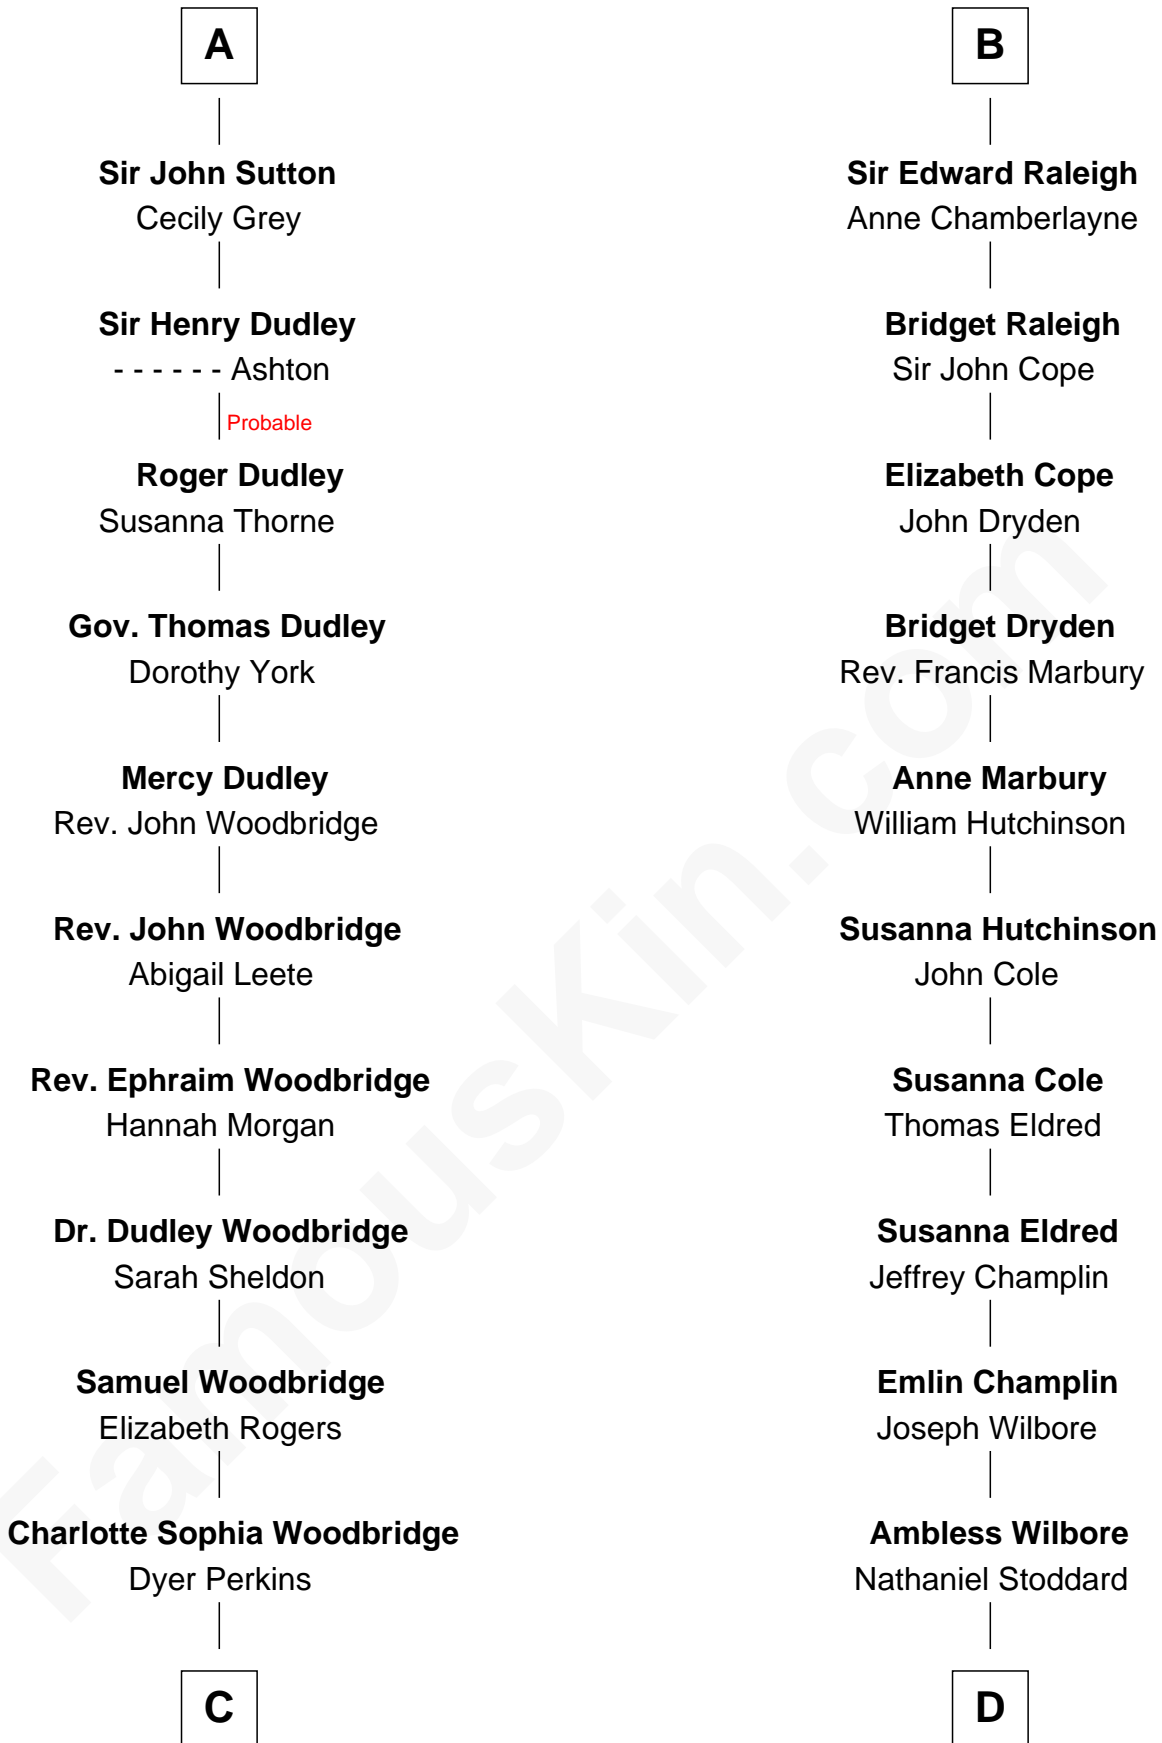 A
Sir John Sutton
Cecily Grey
Sir Henry Dudley
- - - - - - Ashton
Probable
Roger Dudley
Susanna Thorne
Gov. Thomas Dudley
Dorothy York
Mercy Dudley
Rev. John Woodbridge
Rev. John Woodbridge
Abigail Leete
Rev. Ephraim Woodbridge
Hannah Morgan
Dr. Dudley Woodbridge
Sarah Sheldon
Samuel Woodbridge
Elizabeth Rogers
Charlotte Sophia Woodbridge
Dyer Perkins
C
B
Sir Edward Raleigh
Anne Chamberlayne
Bridget Raleigh
Sir John Cope
Elizabeth Cope
John Dryden
Bridget Dryden
Rev. Francis Marbury
Anne Marbury
William Hutchinson
Susanna Hutchinson
John Cole
Susanna Cole
Thomas Eldred
Susanna Eldred
Jeffrey Champlin
Emlin Champlin
Joseph Wilbore
Ambless Wilbore
Nathaniel Stoddard
D
FamousKin.com